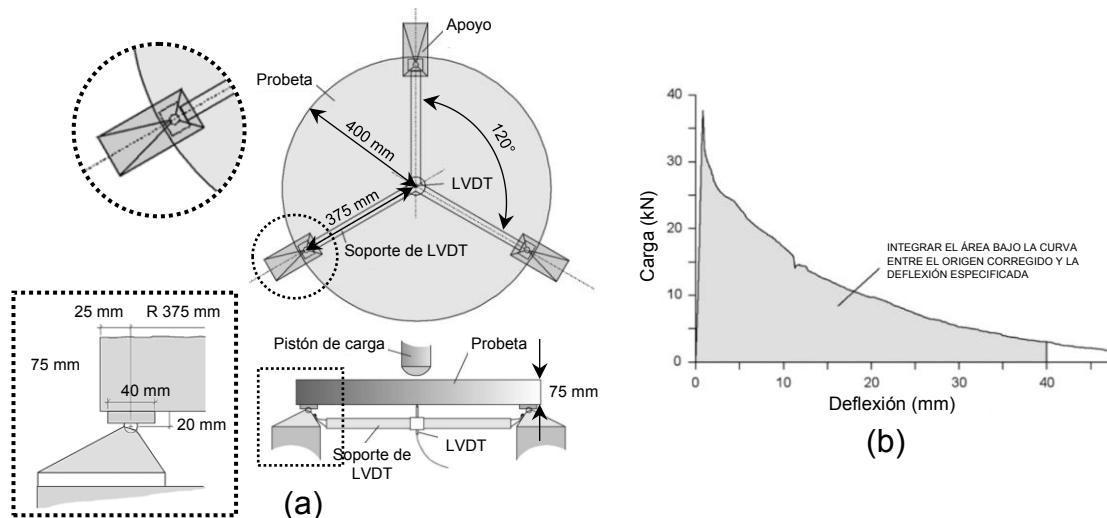 Apoyo
Probeta
400 mm
120°
LVDT
375 mm
Soporte de LVDT
25 mm
R 375 mm
75 mm
40 mm
20 mm
Pistón de carga
Probeta
75 mm
Soporte de
LVDT
LVDT
(a)
Carga (kN)
40
30
20
10
0
INTEGRAR EL ÁREA BAJO LA CURVA
ENTRE EL ORIGEN CORREGIDO Y LA
DEFLEXIÓN ESPECIFICADA
0
10
20
30
40
Deflexión (mm)
(b)